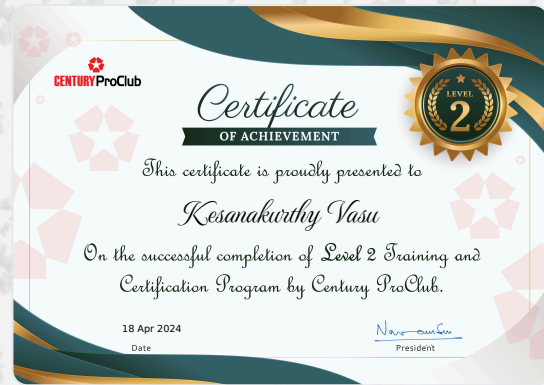 CENTURY ProClub
LEVEL
2
Certificate
OF ACHIEVEMENT
This certificate is proudly presented to
Kesanakurthy Vasu
On the successful completion of Level 2 Training and
Certification Program by Century ProClub.
18 Apr 2024
Date
President